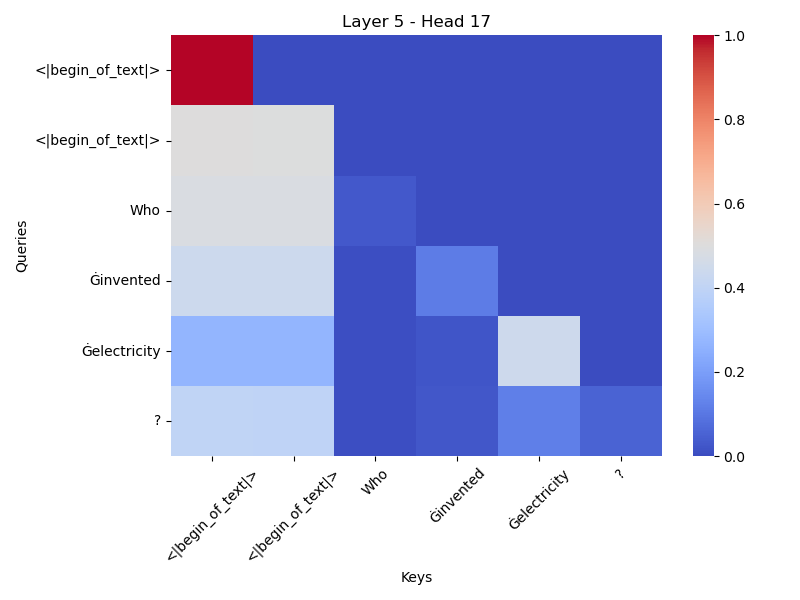 Layer 5 - Head 17
<|begin_of_text|>
<|begin_of_text|>
Who
Ġinvented
Ġelectricity
?
Queries
<|begin_of_text|>
<|begin_of_text|>
Who
Ġinvented
Ġelectricity
?
Keys
1.0
0.8
0.6
0.4
0.2
0.0